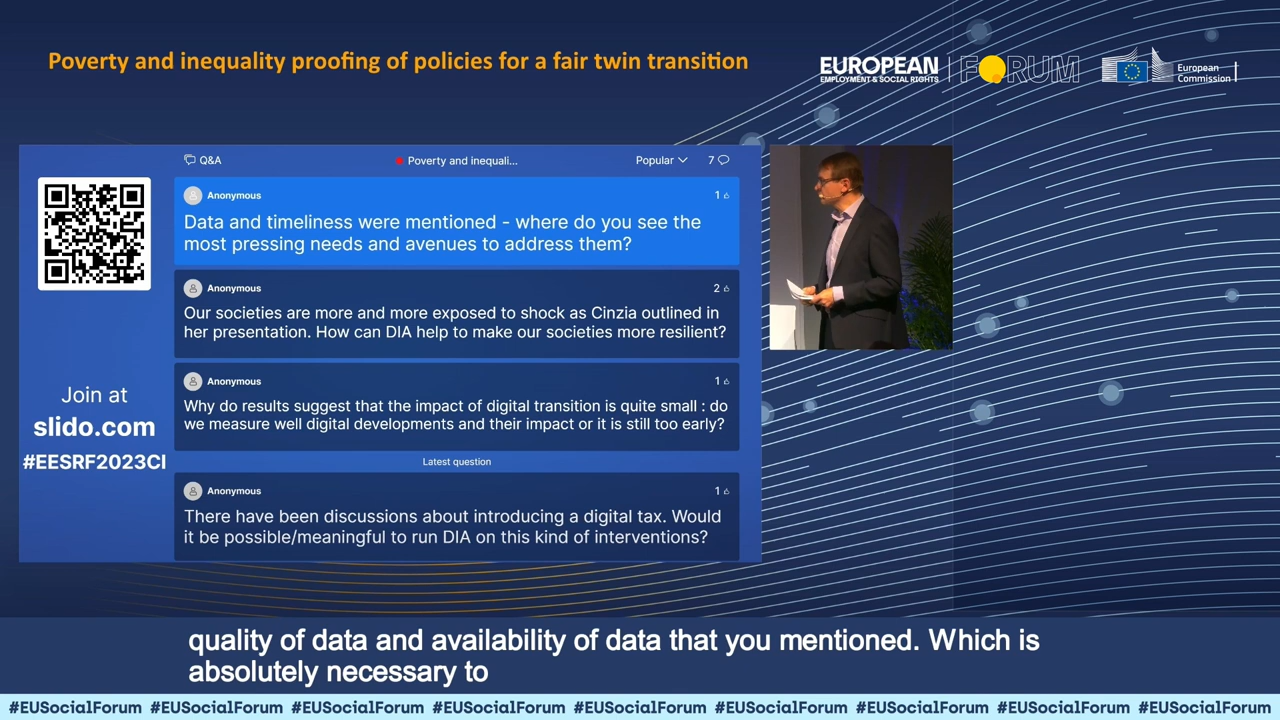 Poverty and inequality proofing of policies for a fair twin transition
EUROPEAN
EMPLOYMENT & SOCIAL RIGHTS
FORUM
European
Commission
Q&A
Poverty and inequali...
Popular
7
Anonymous
1
Data and timeliness were mentioned - where do you see the
most pressing needs and avenues to address them?
Anonymous
2
Our societies are more and more exposed to shock as Cinzia outlined in
her presentation. How can DIA help to make our societies more resilient?
Anonymous
1
Why do results suggest that the impact of digital transition is quite small : do
we measure well digital developments and their impact or it is still too early?
Latest question
Anonymous
1
There have been discussions about introducing a digital tax. Would
it be possible/meaningful to run DIA on this kind of interventions?
Join at
slido.com
#EESRF2023CI
quality of data and availability of data that you mentioned. Which is
absolutely necessary to
#EUSocialForum #EUSocialForum #EUSocialForum #EUSocialForum #EUSocialForum #EUSocialForum #EUSocialForum #EUSocialForum #EUSocialForum